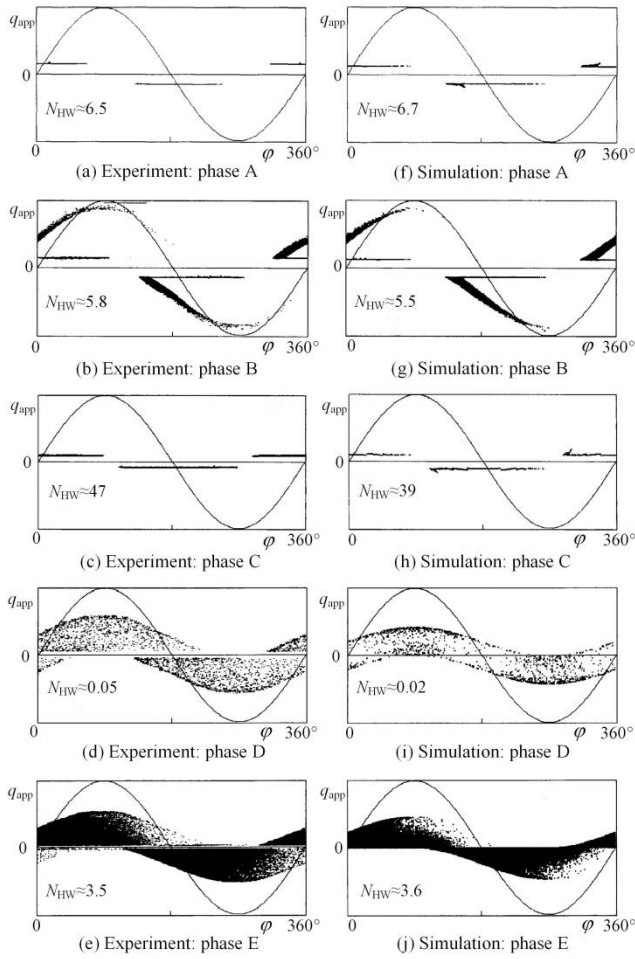 q_app
0
N_HW≈6.5
0 φ 360°
(a) Experiment: phase A
q_app
0
N_HW≈6.7
0 φ 360°
(f) Simulation: phase A
q_app
0
N_HW≈5.8
0 φ 360°
(b) Experiment: phase B
q_app
0
N_HW≈5.5
0 φ 360°
(g) Simulation: phase B
q_app
0
N_HW≈47
0 φ 360°
(c) Experiment: phase C
q_app
0
N_HW≈39
0 φ 360°
(h) Simulation: phase C
q_app
0
N_HW≈0.05
0 φ 360°
(d) Experiment: phase D
q_app
0
N_HW≈0.02
0 φ 360°
(i) Simulation: phase D
q_app
0
N_HW≈3.5
0 φ 360°
(e) Experiment: phase E
q_app
0
N_HW≈3.6
0 φ 360°
(j) Simulation: phase E